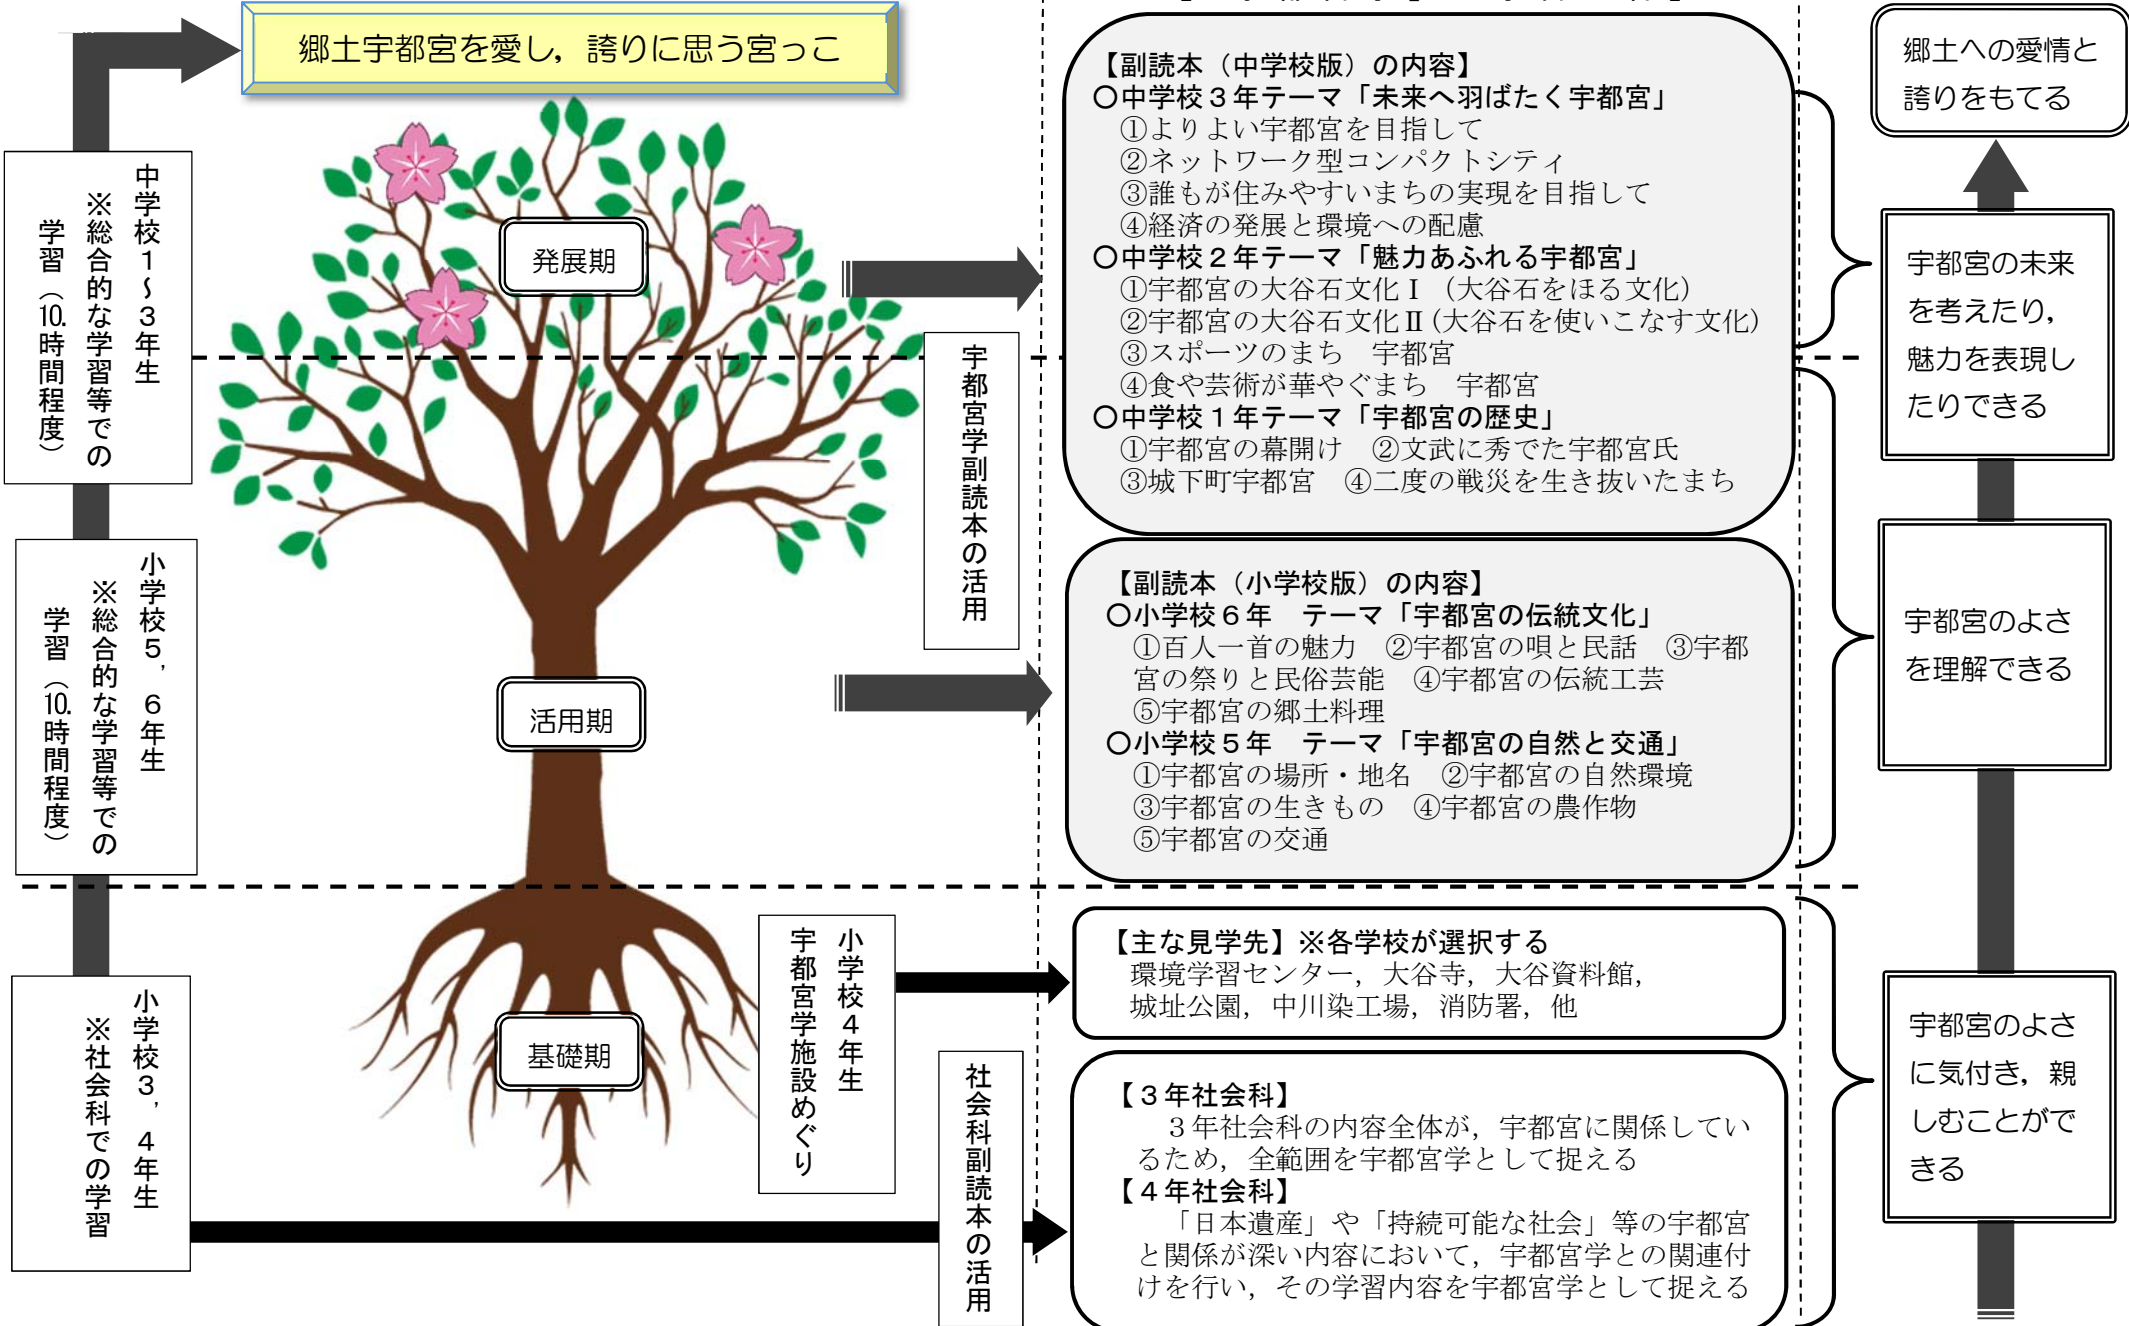 郷土宇都宮を愛し，誇りに思う宮っこ
中学校１～３年生
※総合的な学習等での
学習（10.時間程度）
小学校５，６年生
※総合的な学習等での
学習（10.時間程度）
小学校３，４年生
※社会科での学習
発展期
活用期
基礎期
宇都宮学副読本の活用
小学校４年生
宇都宮学施設めぐり
社会科副読本の活用
【副読本（中学校版）の内容】
〇中学校３年テーマ「未来へ羽ばたく宇都宮」
①よりよい宇都宮を目指して
②ネットワーク型コンパクトシティ
③誰もが住みやすいまちの実現を目指して
④経済の発展と環境への配慮
〇中学校２年テーマ「魅力あふれる宇都宮」
①宇都宮の大谷石文化Ⅰ（大谷石をほる文化）
②宇都宮の大谷石文化Ⅱ（大谷石を使いこなす文化）
③スポーツのまち　宇都宮
④食や芸術が華やぐまち　宇都宮
〇中学校１年テーマ「宇都宮の歴史」
①宇都宮の幕開け　②文武に秀でた宇都宮氏
③城下町宇都宮　④二度の戦災を生き抜いたまち
【副読本（小学校版）の内容】
〇小学校６年　テーマ「宇都宮の伝統文化」
①百人一首の魅力　②宇都宮の唄と民話　③宇都
宮の祭りと民俗芸能　④宇都宮の伝統工芸
⑤宇都宮の郷土料理
〇小学校５年　テーマ「宇都宮の自然と交通」
①宇都宮の場所・地名　②宇都宮の自然環境
③宇都宮の生きもの　④宇都宮の農作物
⑤宇都宮の交通
【主な見学先】※各学校が選択する
環境学習センター，大谷寺，大谷資料館，
城址公園，中川染工場，消防署，他
【３年社会科】
３年社会科の内容全体が，宇都宮に関係してい
るため，全範囲を宇都宮学として捉える
【４年社会科】
「日本遺産」や「持続可能な社会」等の宇都宮
と関係が深い内容において，宇都宮学との関連付
けを行い，その学習内容を宇都宮学として捉える
郷土への愛情と
誇りをもてる
宇都宮の未来
を考えたり，
魅力を表現し
たりできる
宇都宮のよさ
を理解できる
宇都宮のよさ
に気付き，親
しむことがで
きる